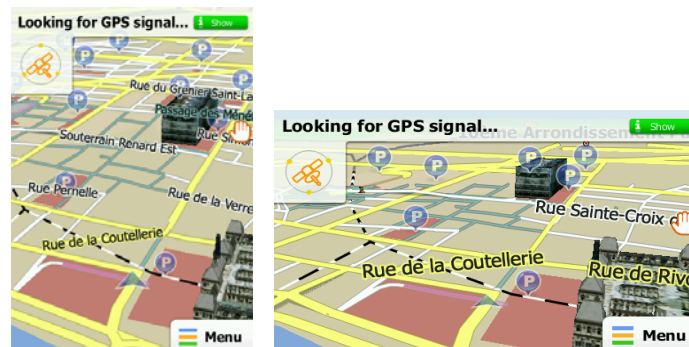 Looking for GPS signal...
i Show
P
P
P
Rue du Grenier Saint-La
Passage des Méné
Souterrain Renard Est
Rue Simon
Rue Pernelle
Rue de la Verre
Rue de la Coutellerie
P
P
Menu
Looking for GPS signal...
i Show
10ème Arrondissement
P
P
P
P
P
Rue Sainte-Croix d
P
Rue de la Coutellerie
Rue de Rivo
P
Menu